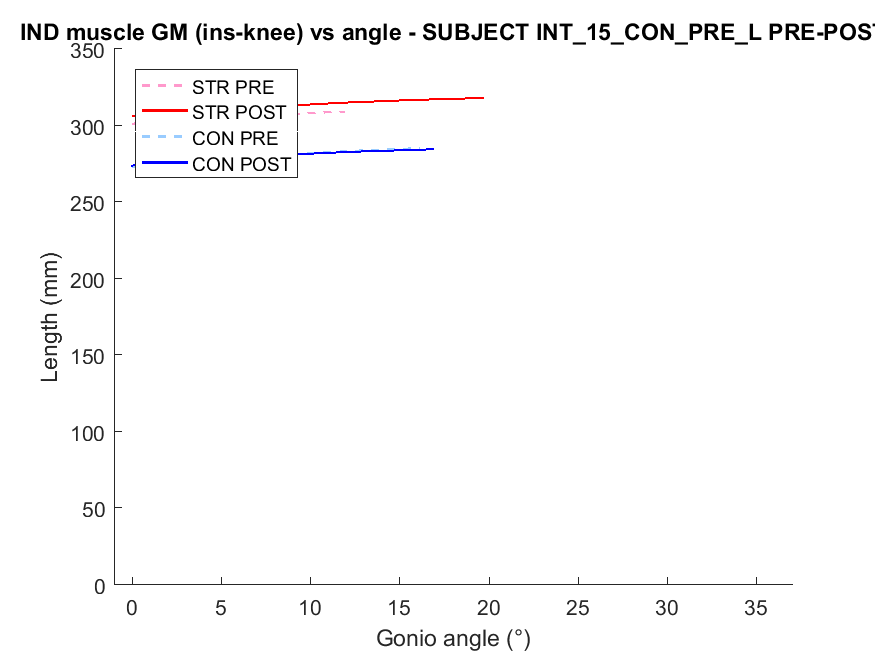 IND muscle GM (ins-knee) vs angle - SUBJECT INT_15_CON_PRE_L PRE-POST
350
300
250
200
150
100
50
0
Length (mm)
STR PRE
STR POST
CON PRE
CON POST
0 5 10 15 20 25 30 35
Gonio angle (°)